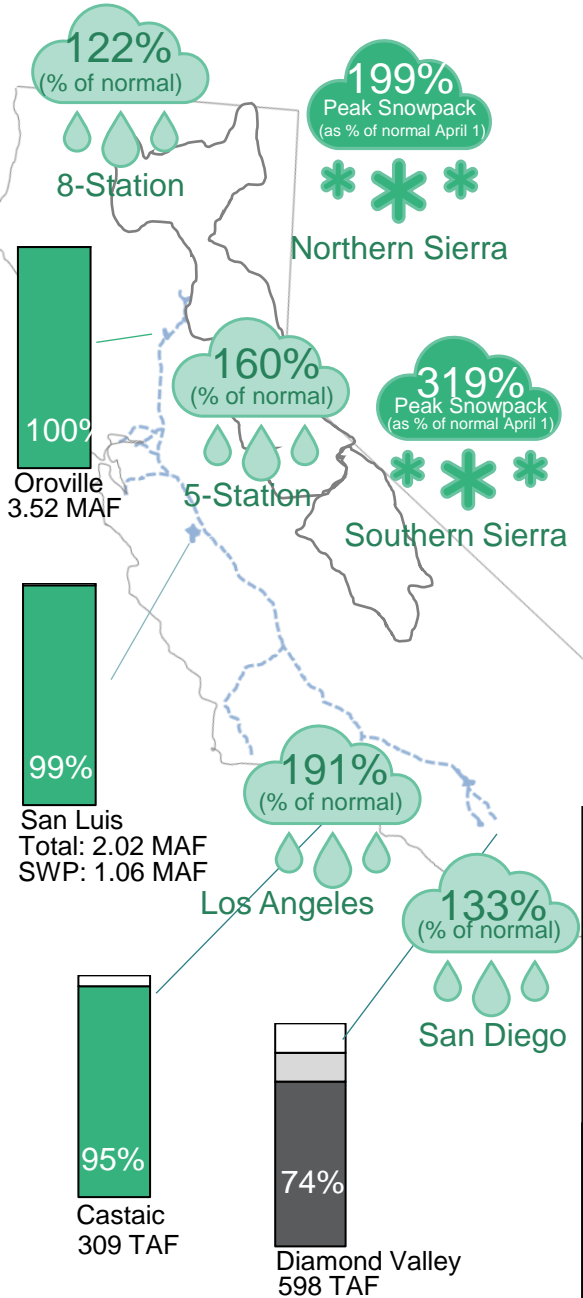 122%
(% of normal)
8-Station
199%
Peak Snowpack
(as % of normal April 1)
Northern Sierra
100%
Oroville
3.52 MAF
160%
(% of normal)
5-Station
319%
Peak Snowpack
(as % of normal April 1)
Southern Sierra
99%
San Luis
Total: 2.02 MAF
SWP: 1.06 MAF
191%
(% of normal)
Los Angeles
133%
(% of normal)
San Diego
95%
Castaic
309 TAF
74%
Diamond Valley
598 TAF